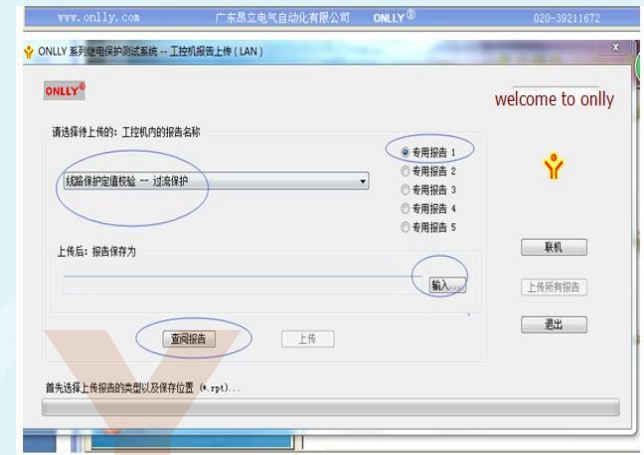 www.onlly.com 广东昂立电气自动化有限公司 ONLLY® 020-39211672
ONLLY 系列继电保护测试系统 -- 工控机报告上传 ( LAN )
x
ONLLY®
welcome to onlly
请选择待上传的: 工控机内的报告名称
线路保护定值校验 -- 过流保护
专用报告 1
专用报告 2
专用报告 3
专用报告 4
专用报告 5
上传后: 报告保存为
输入...
联机
上传所有报告
查阅报告
上传
退出
首先选择上传报告的类型以及保存位置 (*.rpt)...